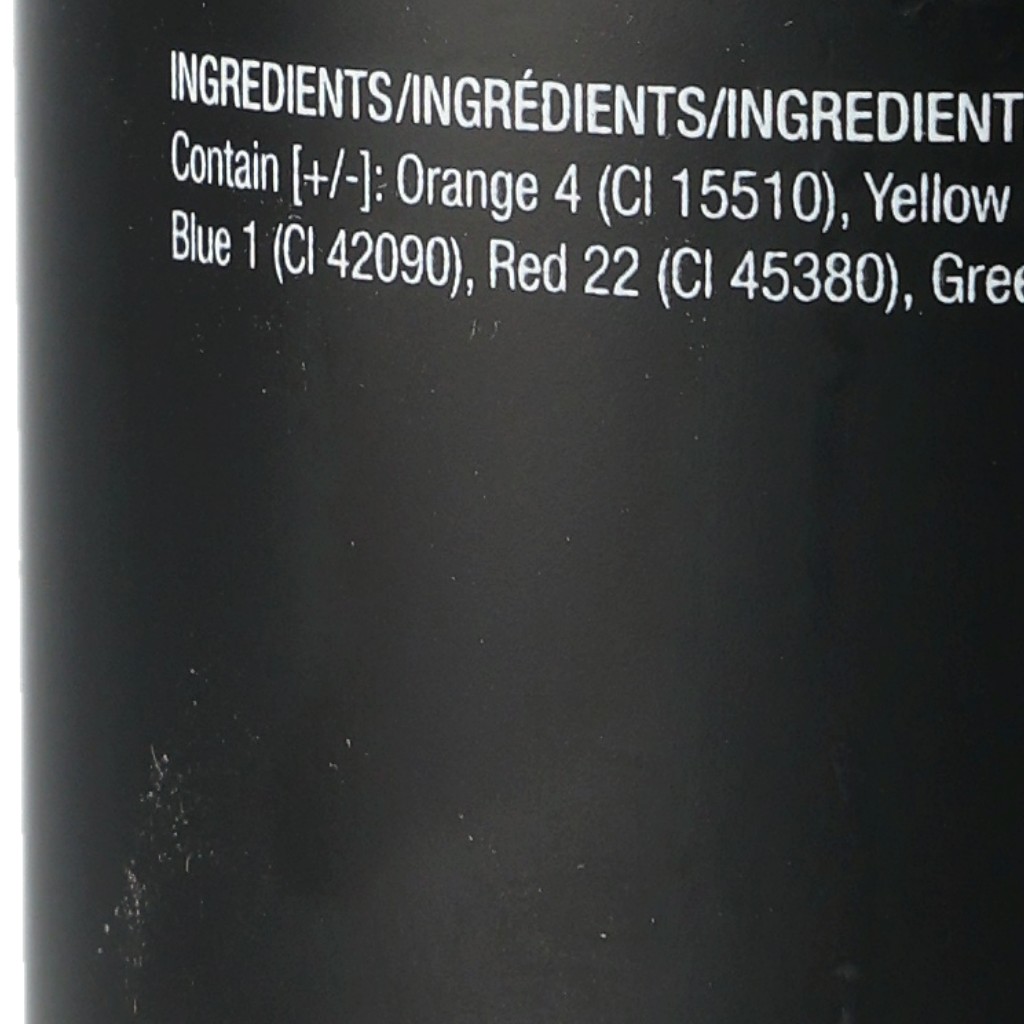 INGREDIENTS/INGRÉDIENTS/INGREDIENT
Contain [+/-]: Orange 4 (CI 15510), Yellow
Blue 1 (CI 42090), Red 22 (CI 45380), Gree